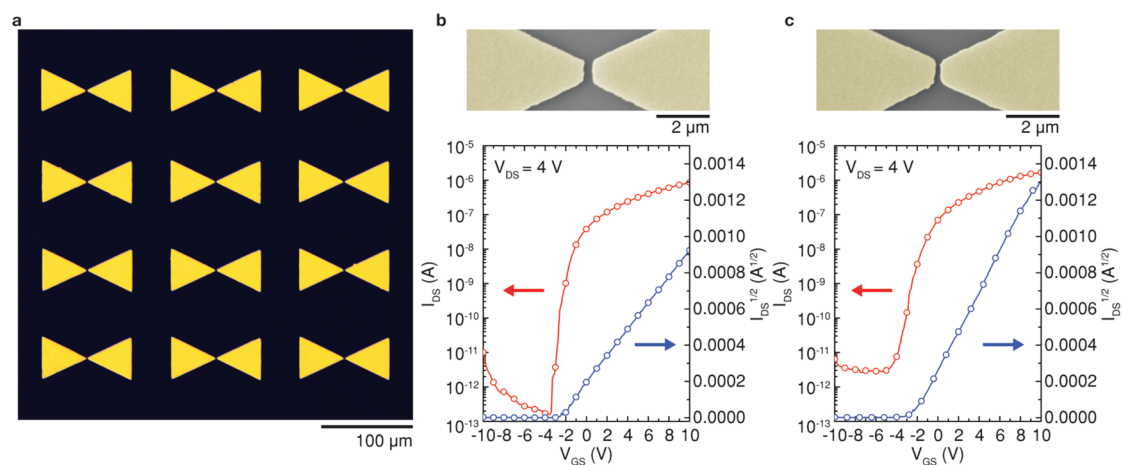 a
b
c
100 µm
2 µm
2 µm
V_DS = 4 V
10^-5
10^-6
10^-7
10^-8
10^-9
10^-10
10^-11
10^-12
10^-13
I_DS (A)
0.0014
0.0012
0.0010
0.0008
0.0006
0.0004
0.0002
0.0000
I_DS^1/2 (A^1/2)
-10 -8 -6 -4 -2 0 2 4 6 8 10
V_GS (V)
V_DS = 4 V
10^-5
10^-6
10^-7
10^-8
10^-9
10^-10
10^-11
10^-12
10^-13
I_DS (A)
0.0014
0.0012
0.0010
0.0008
0.0006
0.0004
0.0002
0.0000
I_DS^1/2 (A^1/2)
-10 -8 -6 -4 -2 0 2 4 6 8 10
V_GS (V)